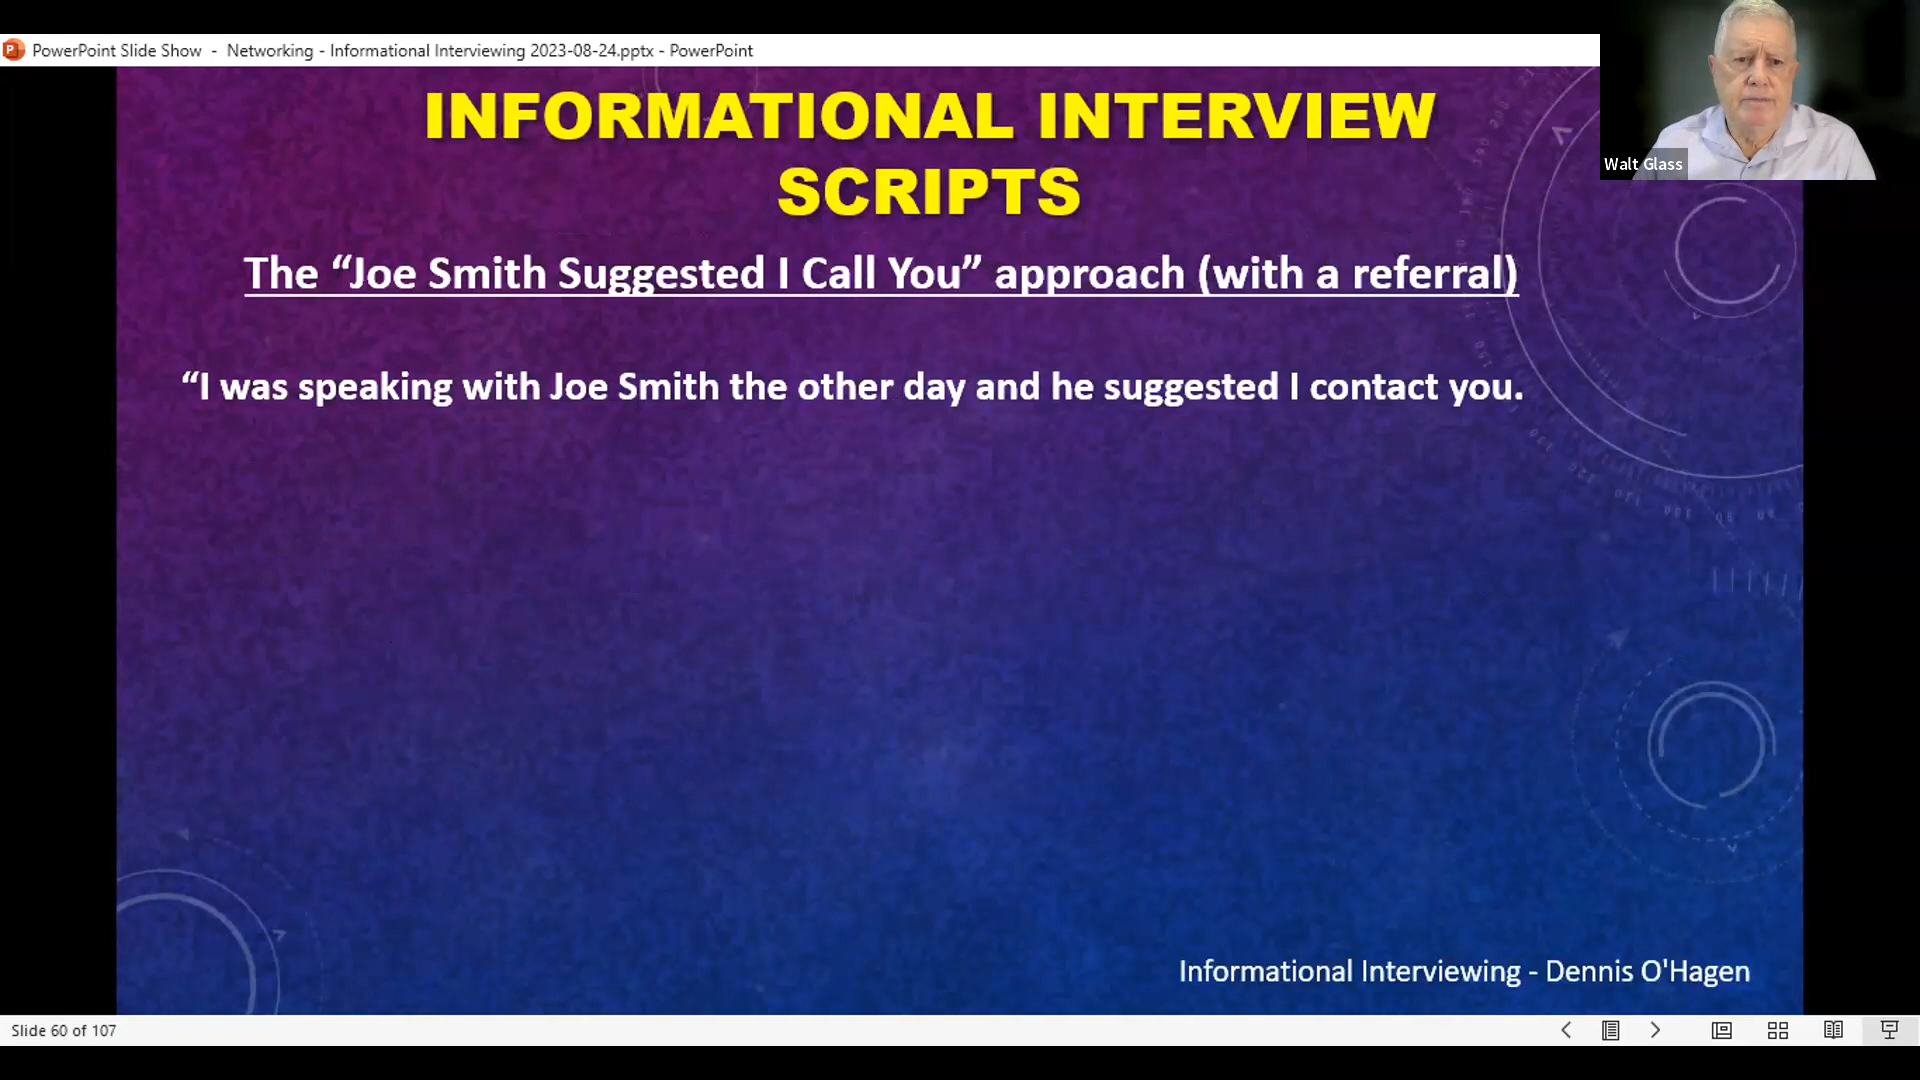 PowerPoint Slide Show - Networking - Informational Interviewing 2023-08-24.pptx - PowerPoint
Walt Glass
INFORMATIONAL INTERVIEW
SCRIPTS
The “Joe Smith Suggested I Call You” approach (with a referral)
“I was speaking with Joe Smith the other day and he suggested I contact you.
Informational Interviewing - Dennis O'Hagen
Slide 60 of 107